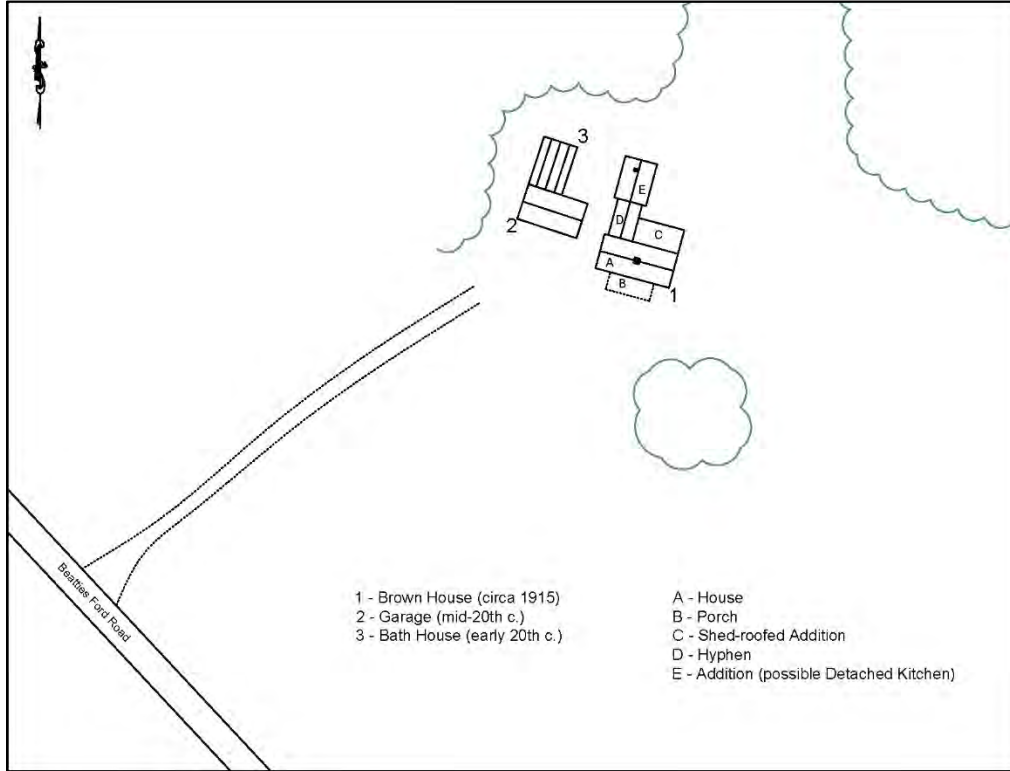 3
E
D
C
2
A
B
1
Beatties Ford Road
1 - Brown House (circa 1915)
2 - Garage (mid-20th c.)
3 - Bath House (early 20th c.)
A - House
B - Porch
C - Shed-roofed Addition
D - Hyphen
E - Addition (possible Detached Kitchen)